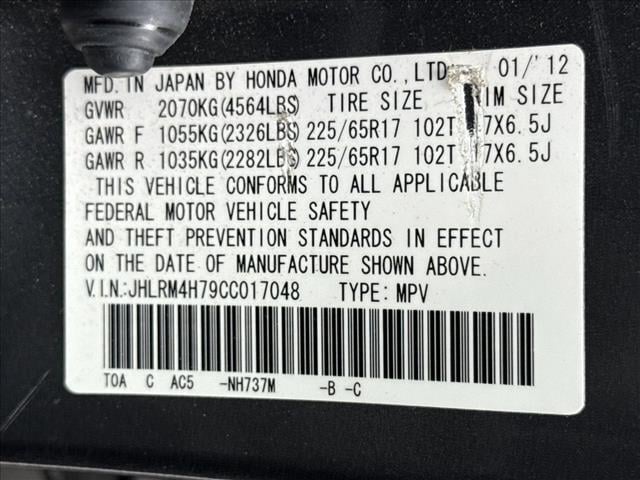 MFD. IN JAPAN BY HONDA MOTOR CO.,LTD. 01/'12
GVWR 2070KG(4564LBS) TIRE SIZE RIM SIZE
GAWR F 1055KG(2326LBS) 225/65R17 102T 17X6.5J
GAWR R 1035KG(2282LBS) 225/65R17 102T 17X6.5J
THIS VEHICLE CONFORMS TO ALL APPLICABLE
FEDERAL MOTOR VEHICLE SAFETY
AND THEFT PREVENTION STANDARDS IN EFFECT
ON THE DATE OF MANUFACTURE SHOWN ABOVE.
V.I.N.:JHLRM4H79CC017048 TYPE: MPV
TOA C AC5 -NH737M -B -C